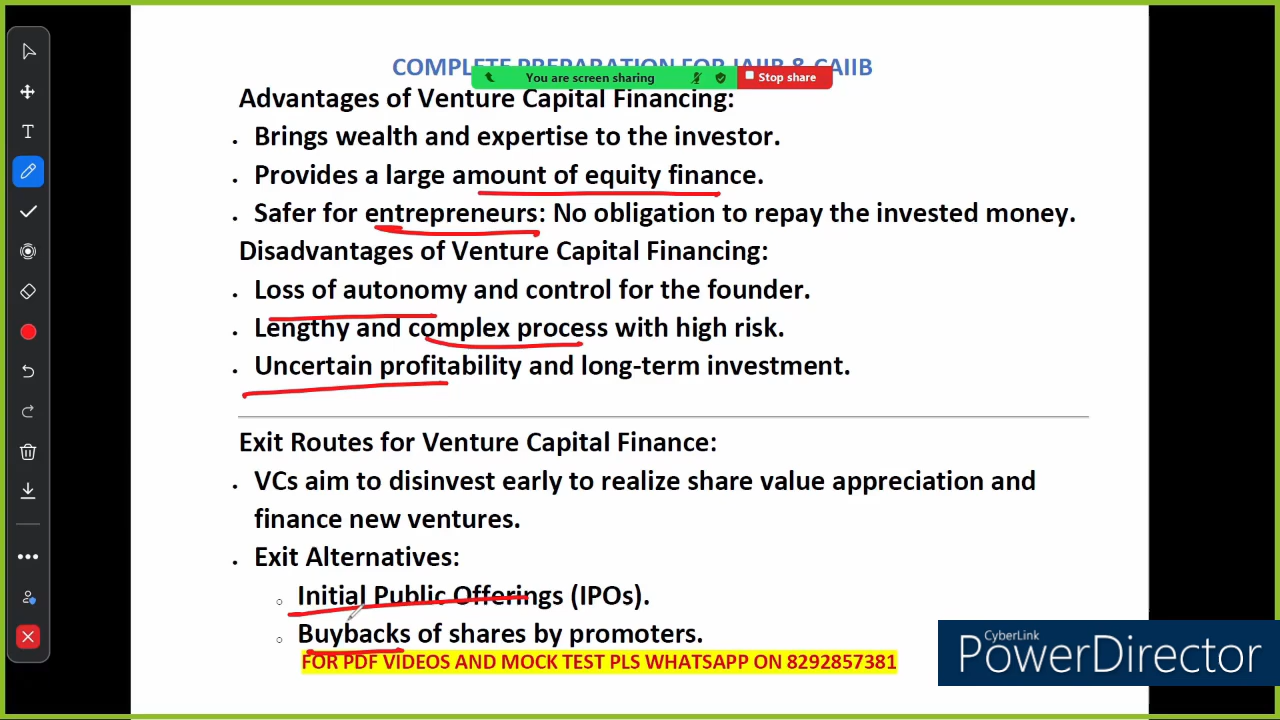 COMPLETE PREPARATION FOR JAIIB & CAIIB
You are screen sharing
Stop share
Advantages of Venture Capital Financing:
• Brings wealth and expertise to the investor.
• Provides a large amount of equity finance.
• Safer for entrepreneurs: No obligation to repay the invested money.
Disadvantages of Venture Capital Financing:
• Loss of autonomy and control for the founder.
• Lengthy and complex process with high risk.
• Uncertain profitability and long-term investment.
Exit Routes for Venture Capital Finance:
• VCs aim to disinvest early to realize share value appreciation and
finance new ventures.
• Exit Alternatives:
○ Initial Public Offerings (IPOs).
○ Buybacks of shares by promoters.
FOR PDF VIDEOS AND MOCK TEST PLS WHATSAPP ON 8292857381
CyberLink
PowerDirector
T